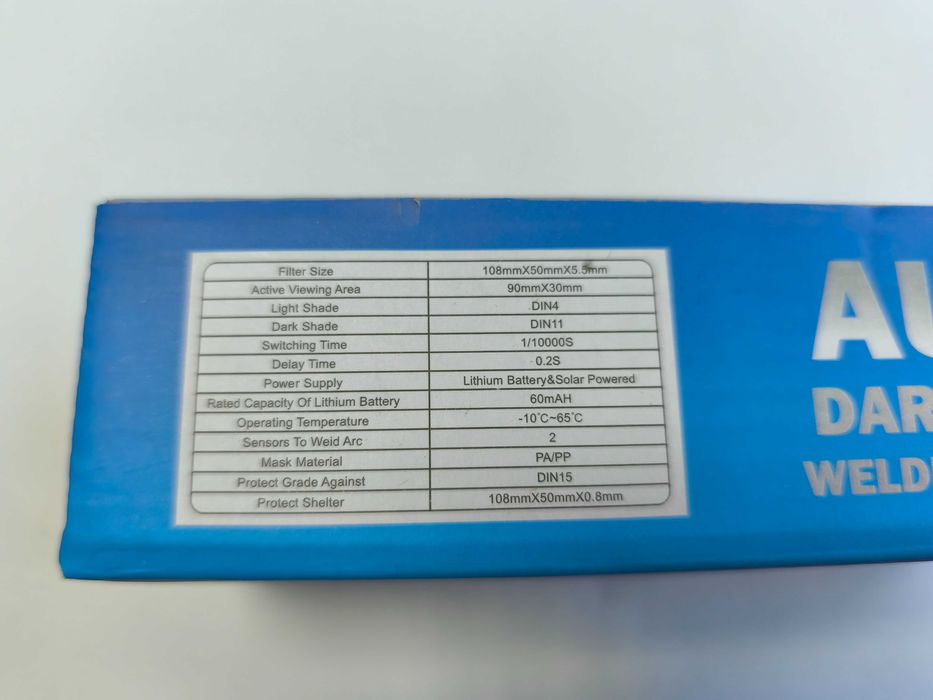 Filter Size 108mmX50mmX5.5mm
Active Viewing Area 90mmX30mm
Light Shade DIN4
Dark Shade DIN11
Switching Time 1/10000S
Delay Time 0.2S
Power Supply Lithium Battery&Solar Powered
Rated Capacity Of Lithium Battery 60mAH
Operating Temperature -10°C~65°C
Sensors To Weid Arc 2
Mask Material PA/PP
Protect Grade Against DIN15
Protect Shelter 108mmX50mmX0.8mm
AU
DAR
WELD